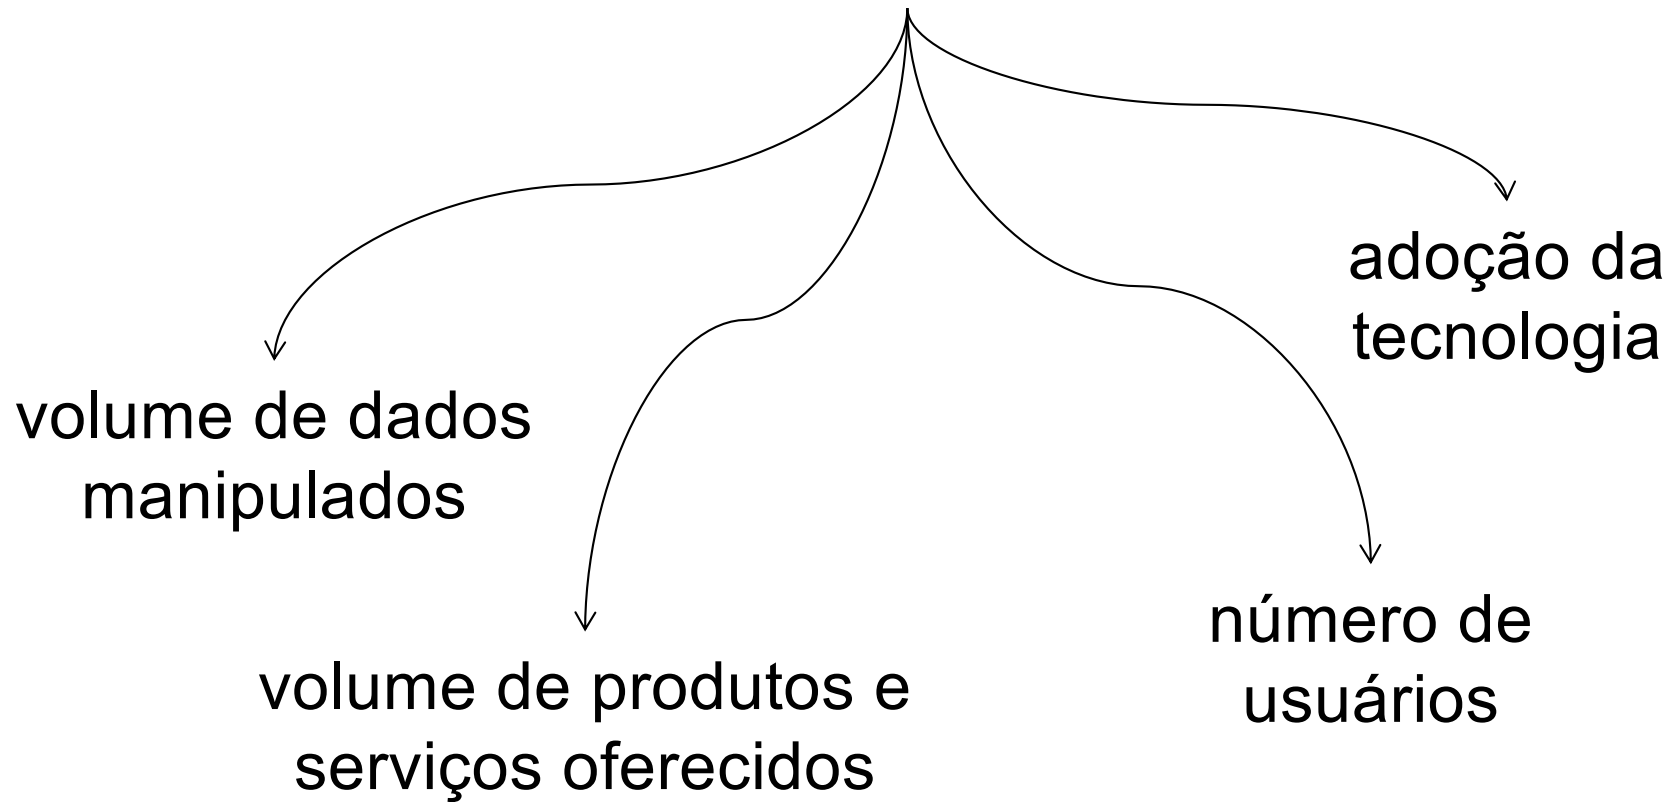 adoção da
tecnologia
volume de dados
manipulados
número de
usuários
volume de produtos e
serviços oferecidos